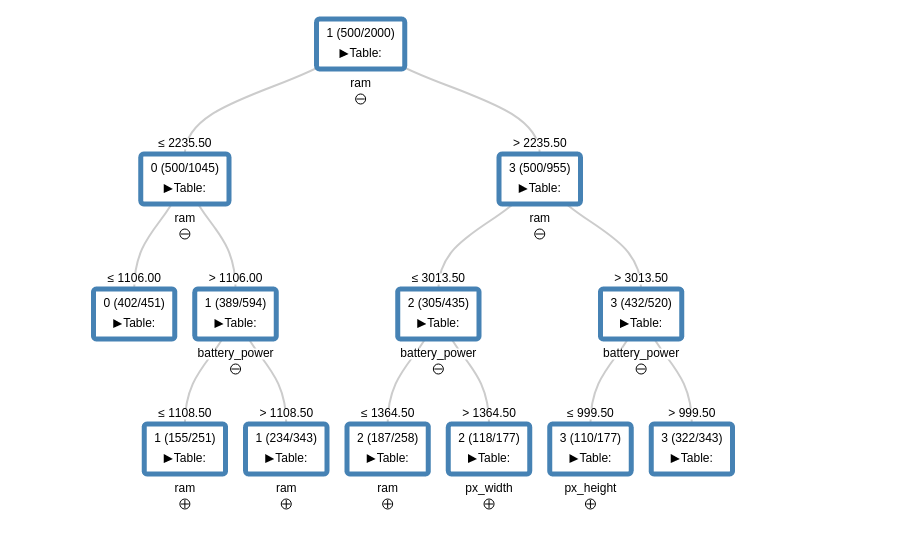 1 (500/2000)
▶Table:
ram
≤ 2235.50
> 2235.50
0 (500/1045)
▶Table:
3 (500/955)
▶Table:
ram
ram
≤ 1106.00
> 1106.00
≤ 3013.50
> 3013.50
0 (402/451)
▶Table:
1 (389/594)
▶Table:
2 (305/435)
▶Table:
3 (432/520)
▶Table:
battery_power
battery_power
battery_power
≤ 1108.50
> 1108.50
≤ 1364.50
> 1364.50
≤ 999.50
> 999.50
1 (155/251)
▶Table:
1 (234/343)
▶Table:
2 (187/258)
▶Table:
2 (118/177)
▶Table:
3 (110/177)
▶Table:
3 (322/343)
▶Table:
ram
ram
ram
px_width
px_height